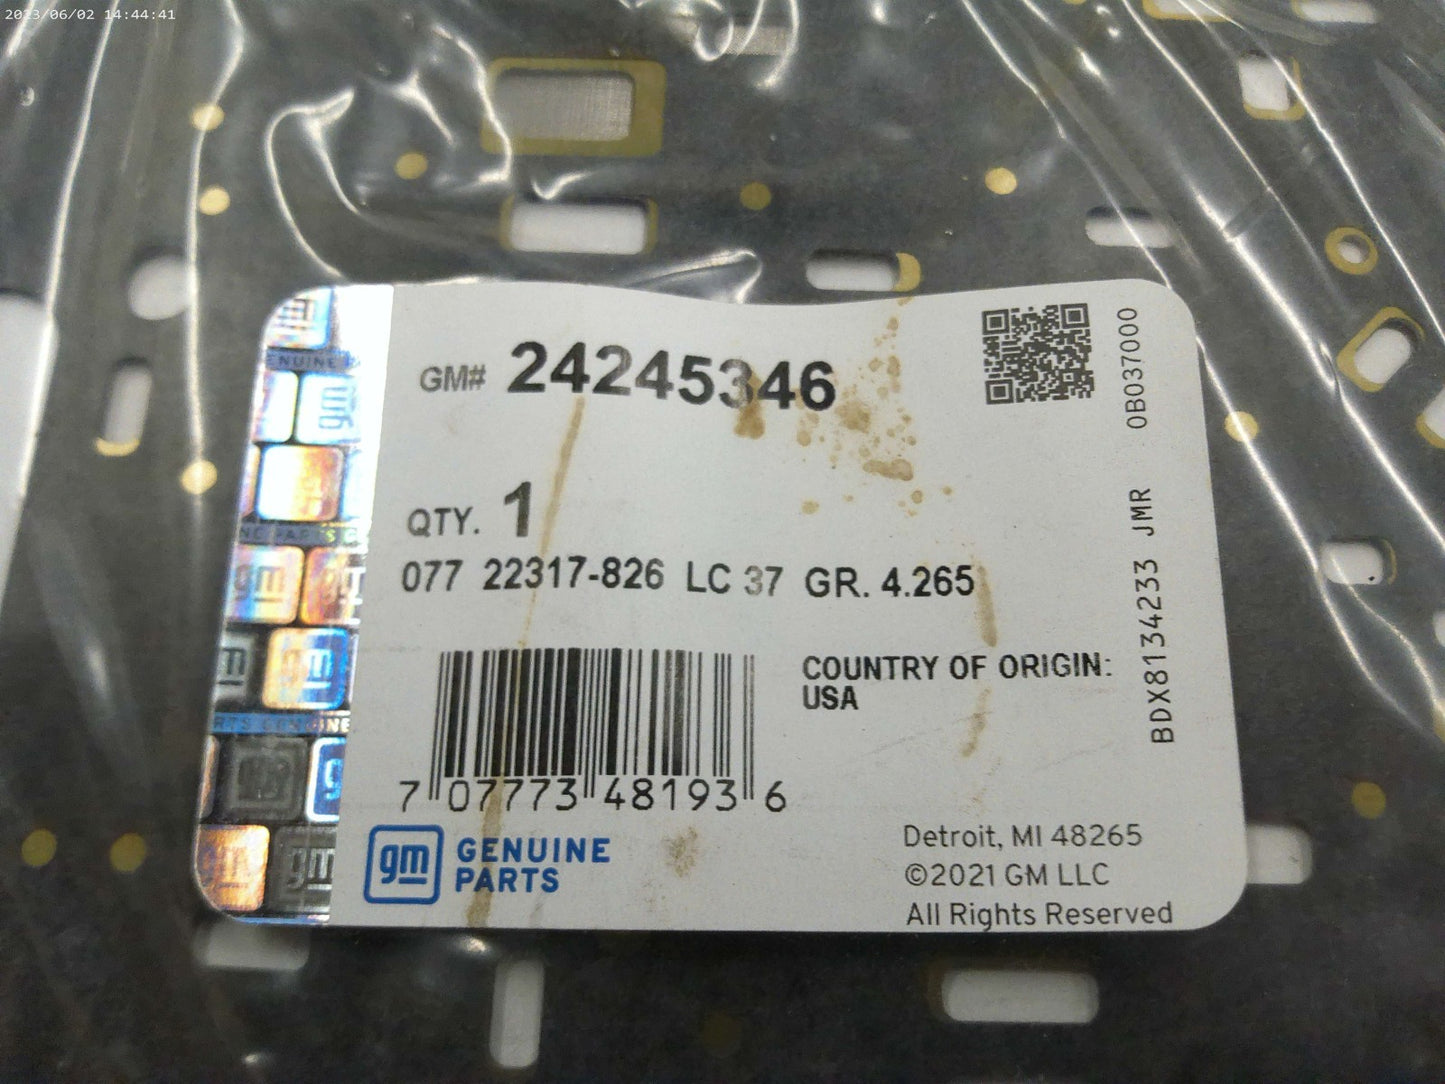 2023/06/02 14:44:41
GM# 24245346
QTY. 1
077 22317-826 LC 37 GR. 4.265
COUNTRY OF ORIGIN:
USA
7 07773 48193 6
gm GENUINE
PARTS
Detroit, MI 48265
©2021 GM LLC
All Rights Reserved
BDX8134233 JMR 0B037000